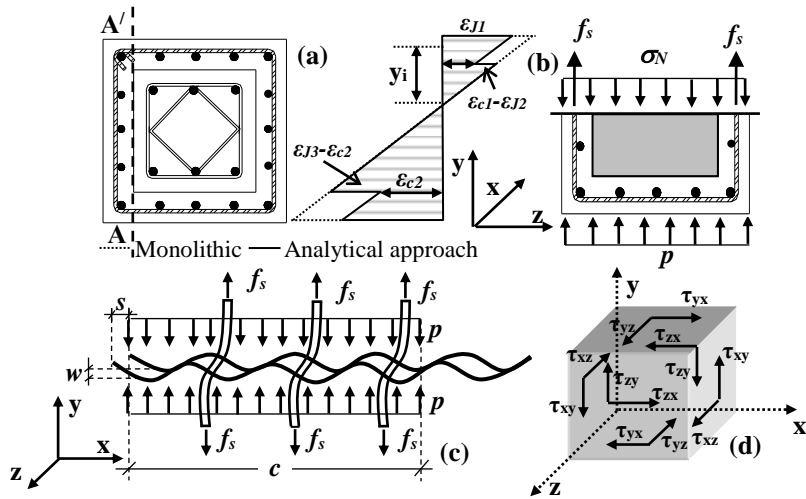 A/
(a)
A
εJ1
yi
εc1-εJ2
εJ3-εc2
εc2
Monolithic
Analytical approach
y
x
z
(b)
fs
fs
σN
p
s
fs
fs
fs
p
w
p
fs
fs
fs
c
(c)
y
x
z
y
τyx
τyz
τzx
τxz
τxy
τzy
τzy
τxy
τzx
τxz
τyx
τyz
(d)
x
z